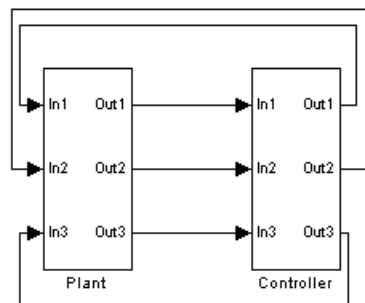 In1 Out1 In1 Out1
In2 Out2 In2 Out2
In3 Out3 In3 Out3
Plant Controller